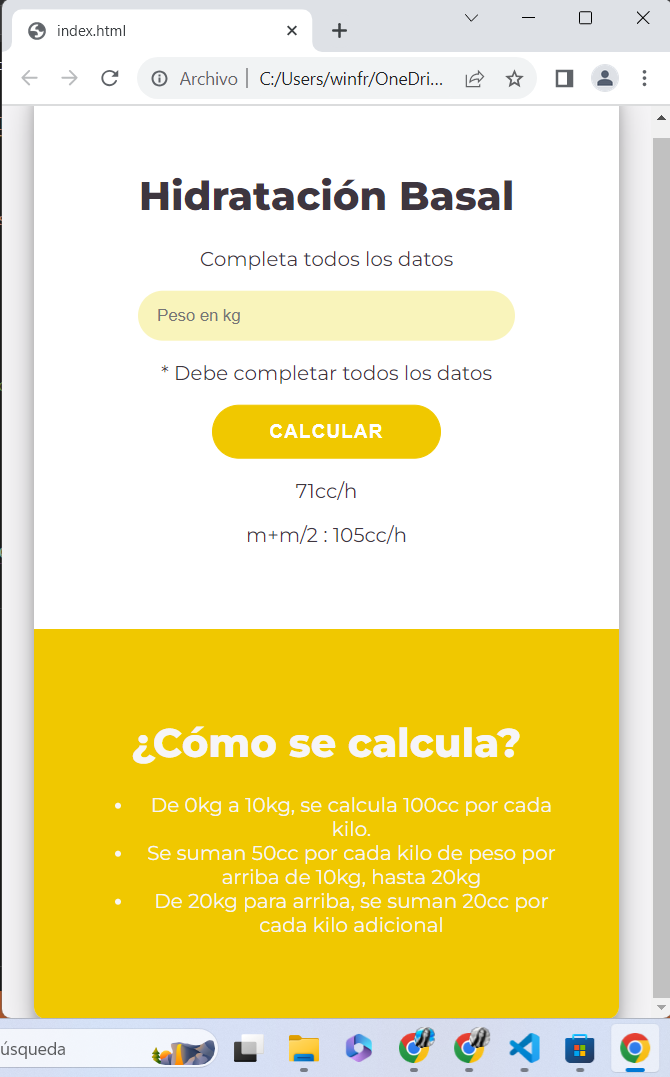 index.html
Archivo | C:/Users/winfr/OneDri...
Hidratación Basal
Completa todos los datos
Peso en kg
* Debe completar todos los datos
CALCULAR
71cc/h
m+m/2 : 105cc/h
¿Cómo se calcula?
• De 0kg a 10kg, se calcula 100cc por cada
kilo.
• Se suman 50cc por cada kilo de peso por
arriba de 10kg, hasta 20kg
• De 20kg para arriba, se suman 20cc por
cada kilo adicional
úsqueda